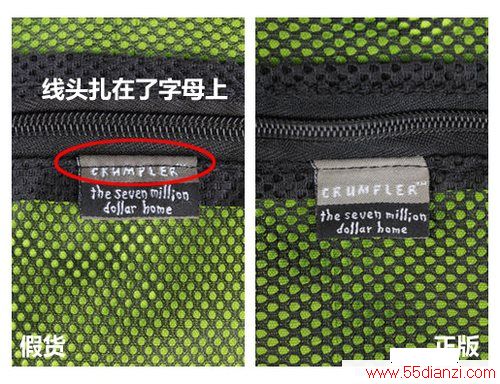 线头扎在了字母上
CRUMPLER
the seven million
dollar home
假货
CRUMPLER™
the seven million
dollar home
正版
www.55dianzi.com